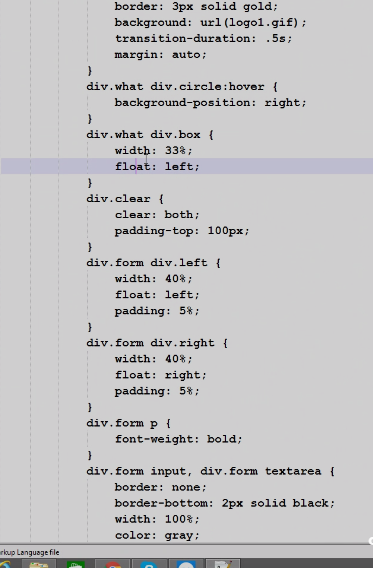 border: 3px solid gold;
background: url(logo1.gif);
transition-duration: .5s;
margin: auto;
}
div.what div.circle:hover {
background-position: right;
}
div.what div.box {
width: 33%;
float: left;
}
div.clear {
clear: both;
padding-top: 100px;
}
div.form div.left {
width: 40%;
float: left;
padding: 5%;
}
div.form div.right {
width: 40%;
float: right;
padding: 5%;
}
div.form p {
font-weight: bold;
}
div.form input, div.form textarea {
border: none;
border-bottom: 2px solid black;
width: 100%;
color: gray;
arkup Language file